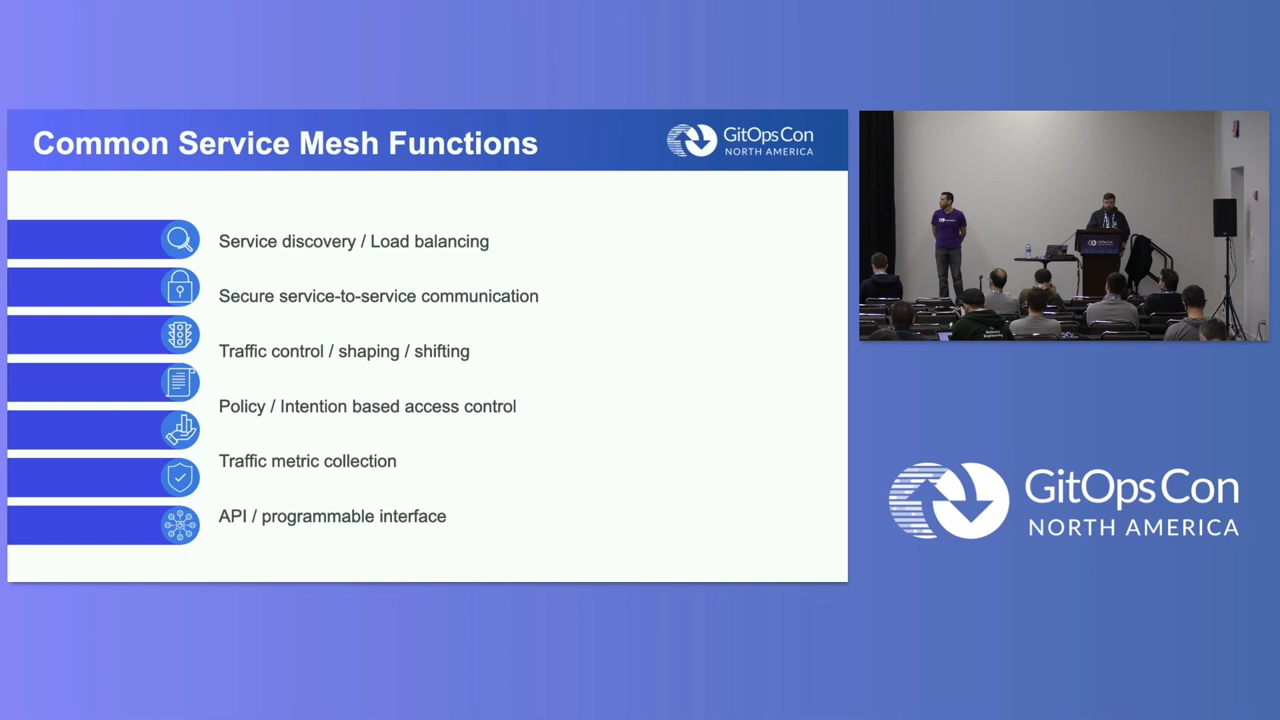 Common Service Mesh Functions
GitOpsCon
NORTH AMERICA
Service discovery / Load balancing
Secure service-to-service communication
Traffic control / shaping / shifting
Policy / Intention based access control
Traffic metric collection
API / programmable interface
GitOpsCon
NORTH AMERICA